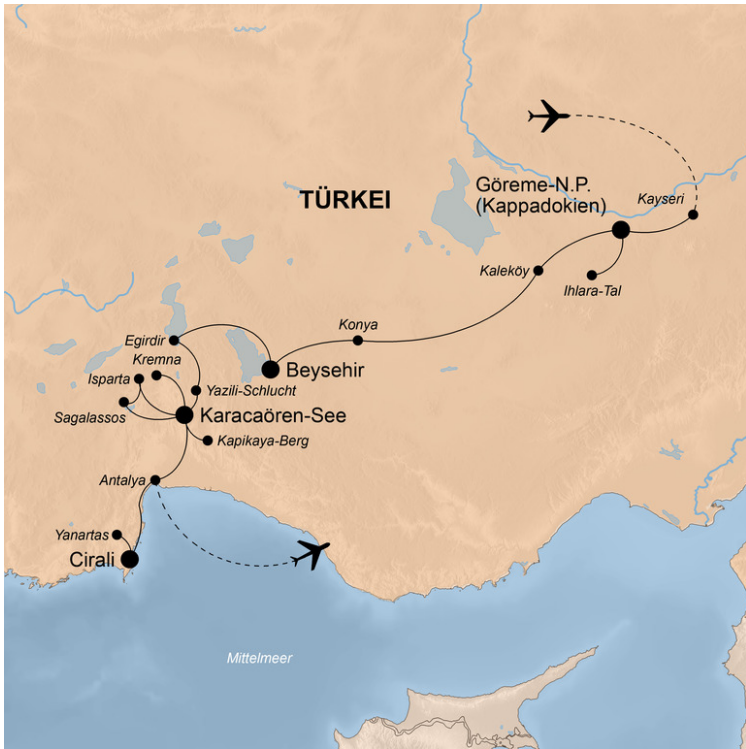 TÜRKEI
Göreme-N.P.
(Kappadokien)
Kayseri
Kaleköy
Ihlara-Tal
Konya
Egirdir
Kremna
Beysehir
Isparta
Yazili-Schlucht
Sagalassos
Karacaören-See
Kapikaya-Berg
Antalya
Yanartas
Cirali
Mittelmeer